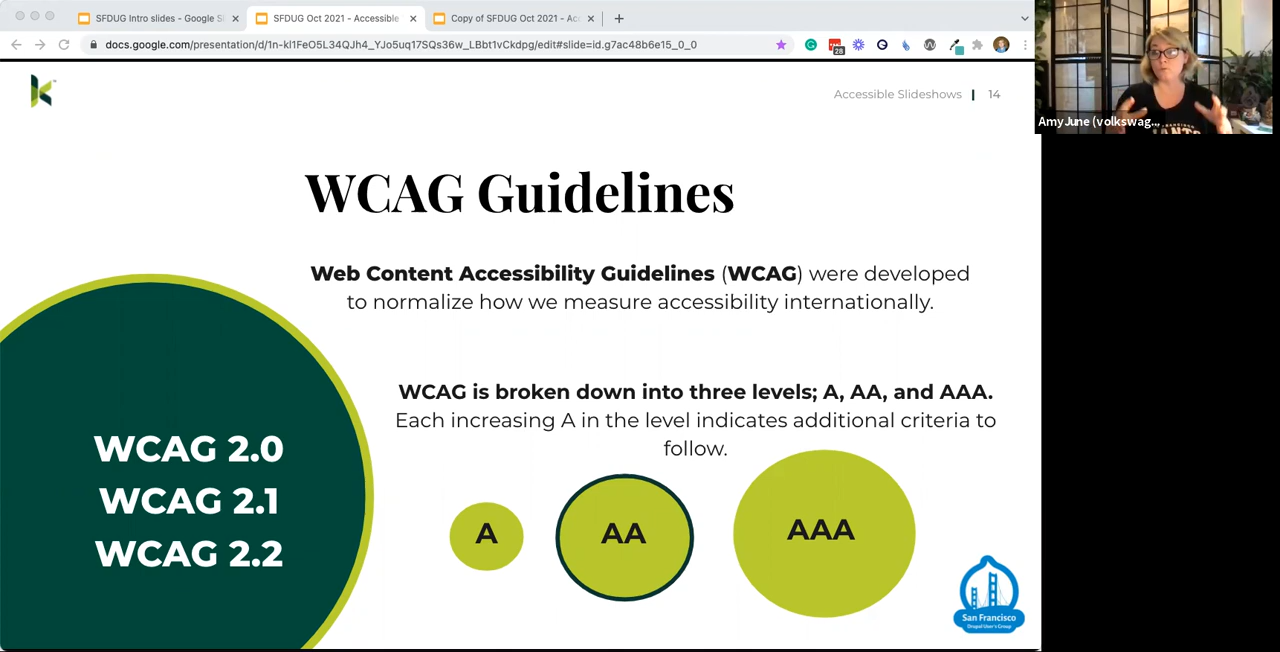 SFDUG Intro slides - Google Sl
SFDUG Oct 2021 - Accessible
Copy of SFDUG Oct 2021 - Acc
docs.google.com/presentation/d/1n-kl1FeO5L34QJh4_YJo5uq17SQs36w_LBbt1vCkdpg/edit#slide=id.g7ac48b6e15_0_0
28
Accessible Slideshows | 14
AmyJune (volkswag...
WCAG Guidelines
Web Content Accessibility Guidelines (WCAG) were developed
to normalize how we measure accessibility internationally.
WCAG is broken down into three levels; A, AA, and AAA.
Each increasing A in the level indicates additional criteria to
follow.
WCAG 2.0
WCAG 2.1
WCAG 2.2
A
AA
AAA
San Francisco
Drupal User's Group